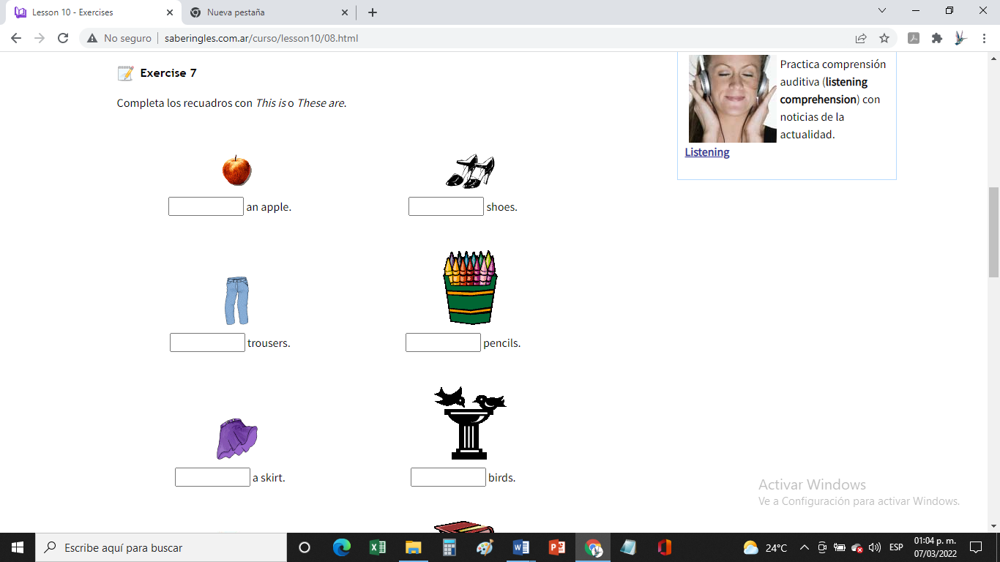 Lesson 10 - Exercises
Nueva pestaña
No seguro
saberingles.com.ar/curso/lesson10/08.html
Exercise 7
Completa los recuadros con This is o These are.
an apple.
shoes.
trousers.
pencils.
a skirt.
birds.
Practica comprensión
auditiva (listening
comprehension) con
noticias de la
actualidad.
Listening
Activar Windows
Ve a Configuración para activar Windows.
Escribe aquí para buscar
24°C
ESP
01:04 p. m.
07/03/2022